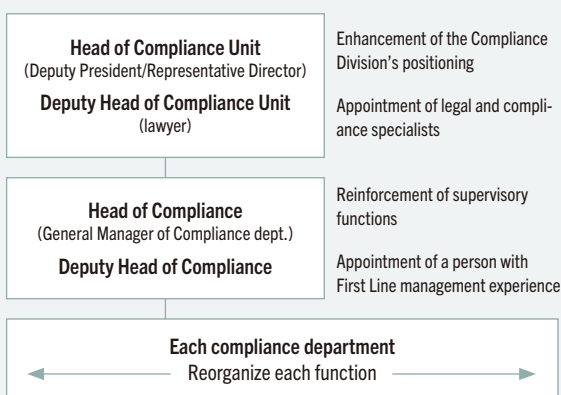 Head of Compliance Unit
(Deputy President/Representative Director)
Deputy Head of Compliance Unit
(lawyer)
Enhancement of the Compliance
Division's positioning
Appointment of legal and compli-
ance specialists
Head of Compliance
(General Manager of Compliance dept.)
Deputy Head of Compliance
Reinforcement of supervisory
functions
Appointment of a person with
First Line management experience
Each compliance department
Reorganize each function